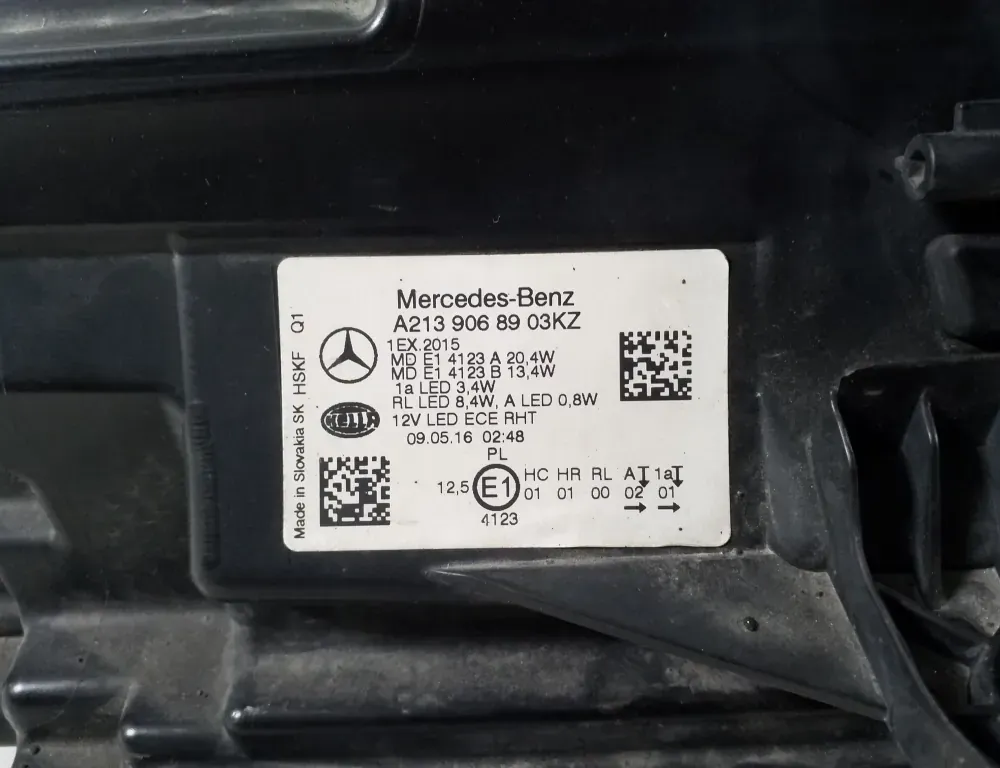 Mercedes-Benz
A213 906 89 03KZ
1EX.2015
MD E1 4123 A 20,4W
MD E1 4123 B 13,4W
1a LED 3,4W
RL LED 8,4W, A LED 0,8W
12V LED ECE RHT
09.05.16 02:48
PL
HC HR RL A 1a
12,5 E1 01 01 00 02 01
4123
HELLA
Made in Slovakia SK HSKF Q1